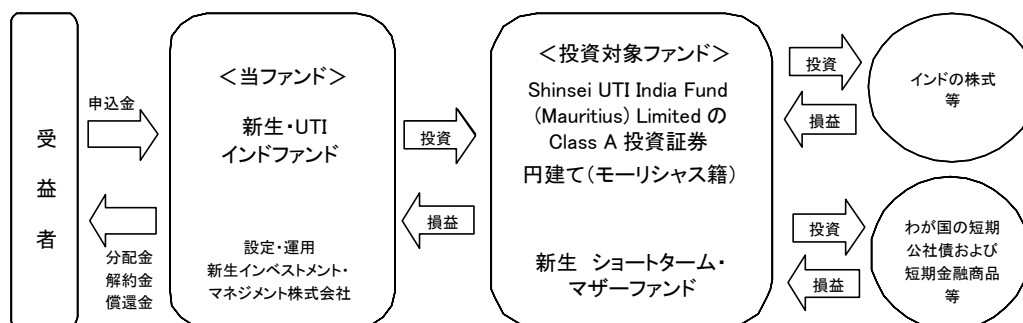 受
益
者
申込金
分配金
解約金
償還金
＜当ファンド＞
新生・UTI
インドファンド
設定・運用
新生インベストメント・
マネジメント株式会社
投資
損益
＜投資対象ファンド＞
Shinsei UTI India Fund
(Mauritius) Limited の
Class A 投資証券
円建て（モーリシャス籍）
新生 ショートターム・
マザーファンド
投資
損益
インドの株式
等
投資
損益
わが国の短期
公社債および
短期金融商品
等